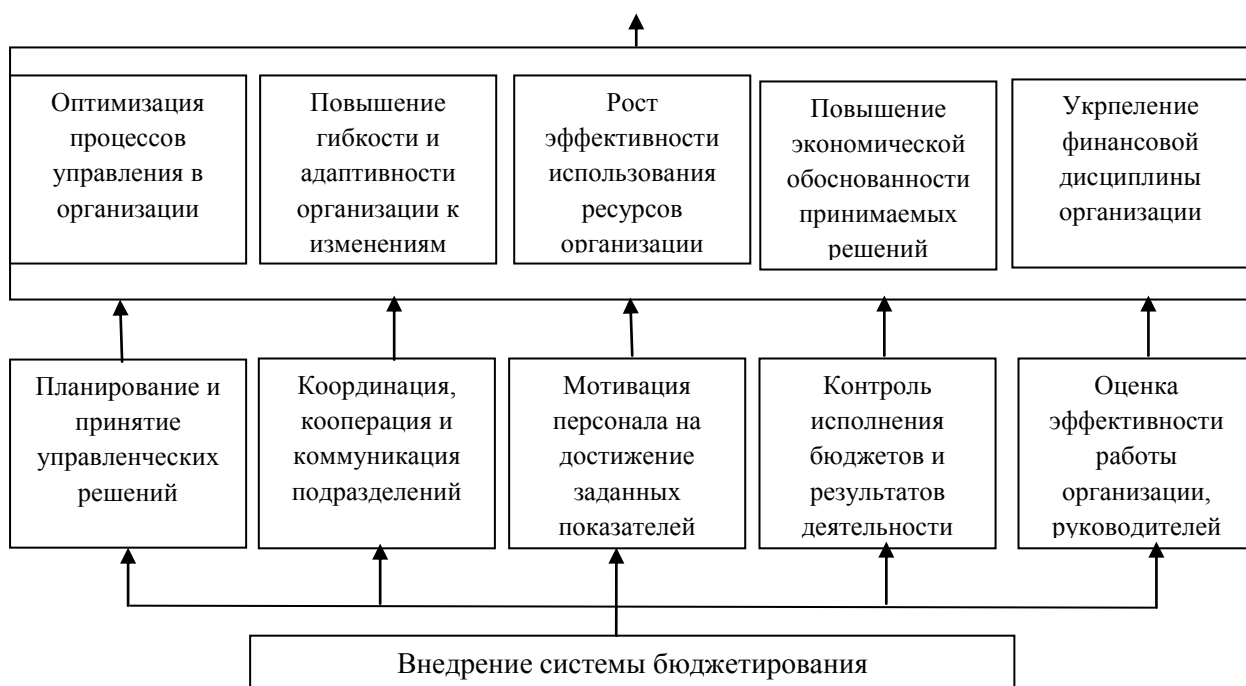 Оптимизация
процессов
управления в
организации
Повышение
гибкости и
адаптивности
организации к
изменениям
Рост
эффективности
использования
ресурсов
организации
Повышение
экономической
обоснованности
принимаемых
решений
Укрпеление
финансовой
дисциплины
организации
Планирование и
принятие
управленческих
решений
Координация,
кооперация и
коммуникация
подразделений
Мотивация
персонала на
достижение
заданных
показателей
Контроль
исполнения
бюджетов и
результатов
деятельности
Оценка
эффективности
работы
организации,
руководителей
Внедрение системы бюджетирования